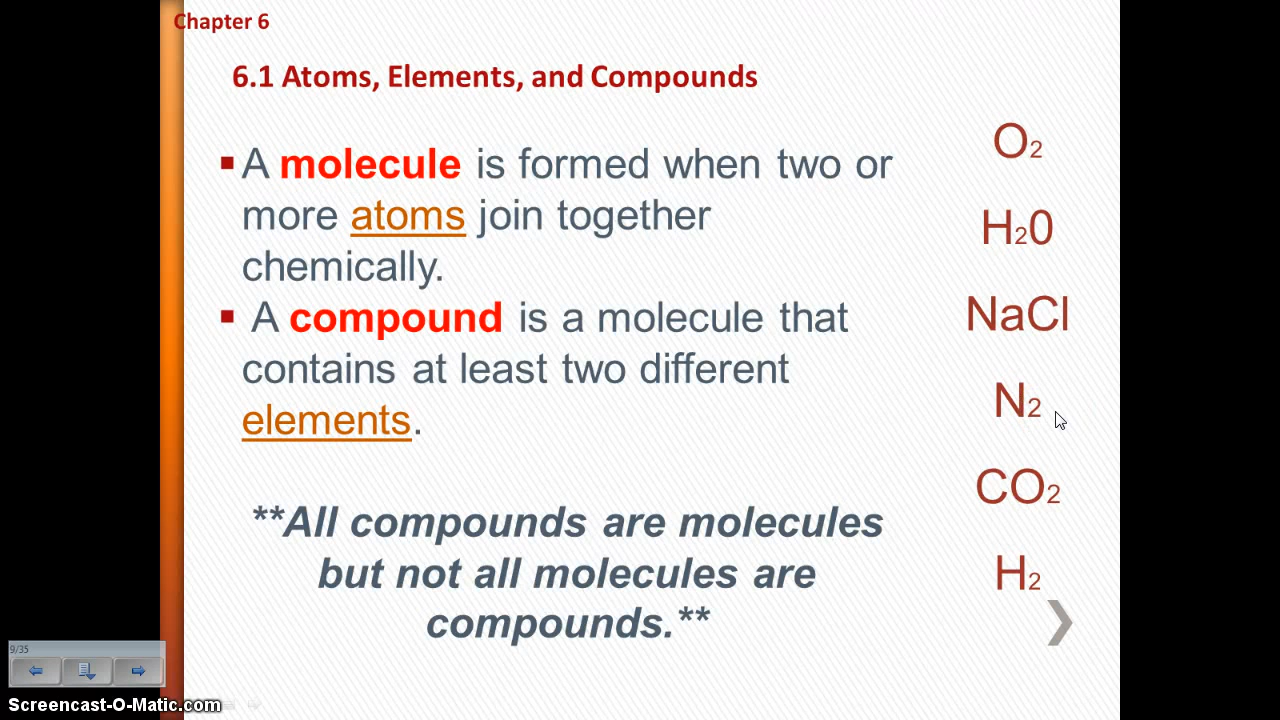 Chapter 6
6.1 Atoms, Elements, and Compounds
▪A molecule is formed when two or
more atoms join together
chemically.
▪ A compound is a molecule that
contains at least two different
elements.
**All compounds are molecules
but not all molecules are
compounds.**
O₂
H₂0
NaCl
N₂
CO₂
H₂
9/35
Screencast-O-Matic.com